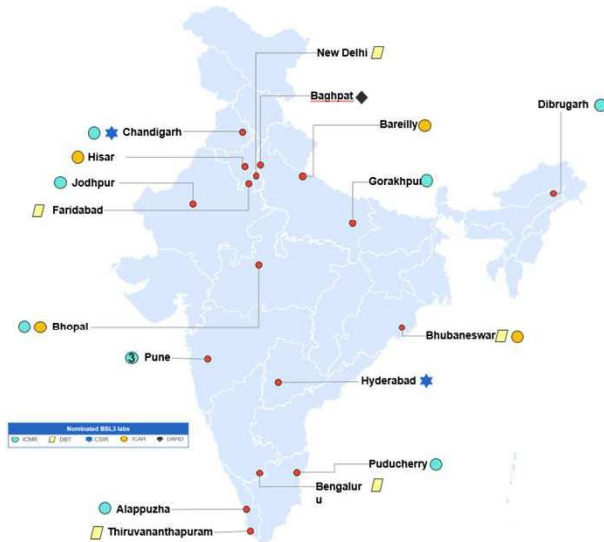 New Delhi
Baghpat
Dibrugarh
Bareilly
Chandigarh
Hisar
Gorakhpur
Jodhpur
Faridabad
Bhopal
Bhubaneswar
3 Pune
Hyderabad
Nominated BSL3 labs
ICMR DBT CSIR ICAR DAHD
Puducherry
Bengalur
u
Alappuzha
Thiruvananthapuram